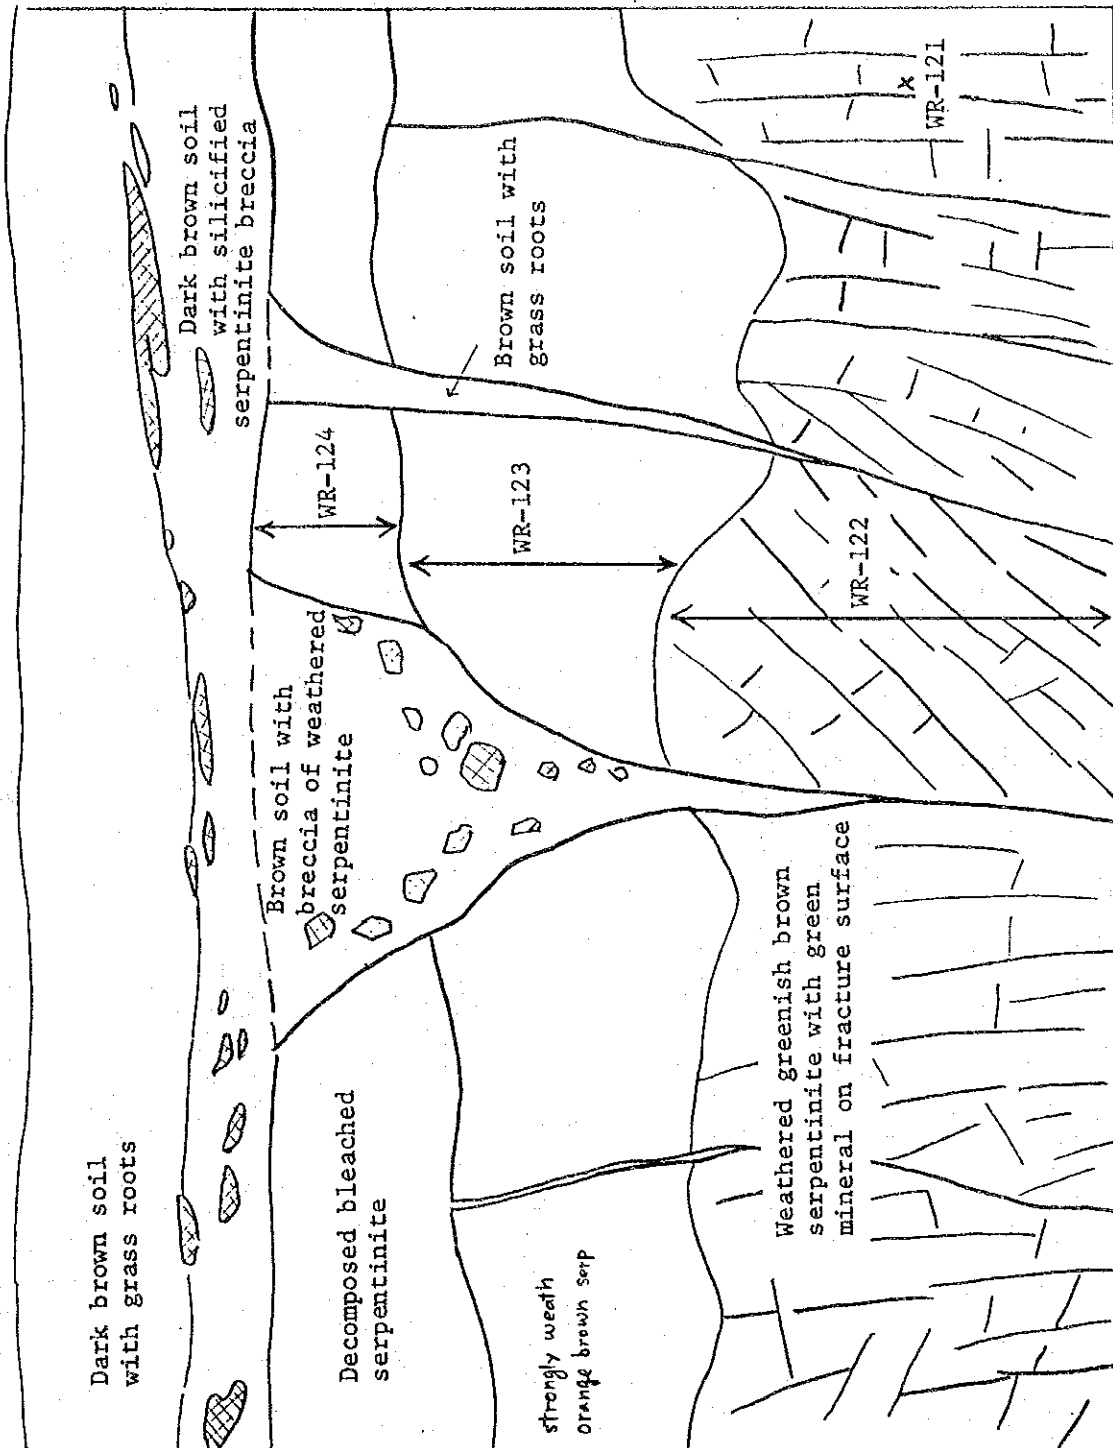 Dark brown soil
with grass roots
Dark brown soil
with silicified
serpentinite breccia
Decomposed bleached
serpentinite
Brown soil with
breccia of weathered
serpentinite
WR-124
Brown soil with
grass roots
strongly weath
orange brown serp
WR-123
Weathered greenish brown
serpentinite with green
mineral on fracture surface
WR-122
x
WR-121